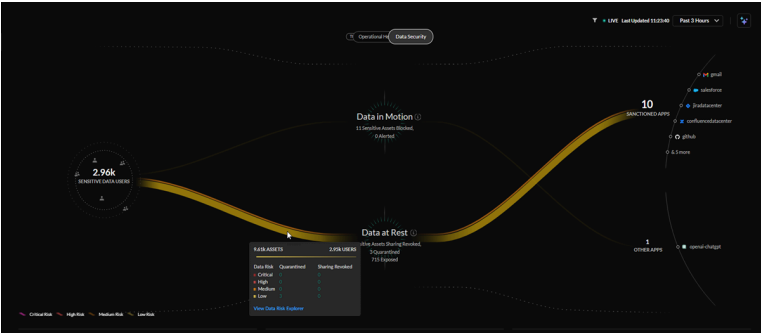 LIVE Last Updated 11:23:40 Past 3 Hours
Operational Data Security
gmail
salesforce
10
SANCTIONED APPS
jiradatacenter
confluencedatacenter
github
& 5 more
Data in Motion
11 Sensitive Assets Blocked,
0 Alerted
2.96k
SENSITIVE DATA USERS
Data at Rest
Assets Sharing Revoked,
3 Quarantined
715 Exposed
1
OTHER APPS
openai-chatgpt
9.61k ASSETS 2.95k USERS
Data Risk Quarantined Sharing Revoked
Critical
High
Medium
Low
View Data Risk Explorer
Critical Risk High Risk Medium Risk Low Risk